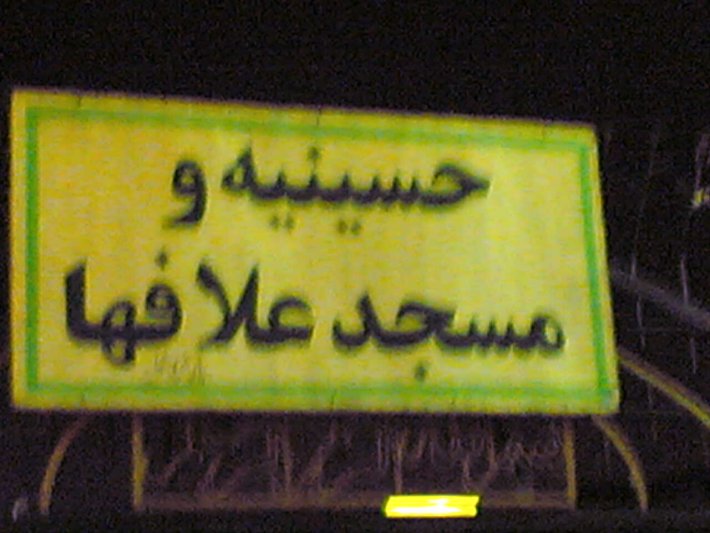 حسینیه و
مسجد علافها